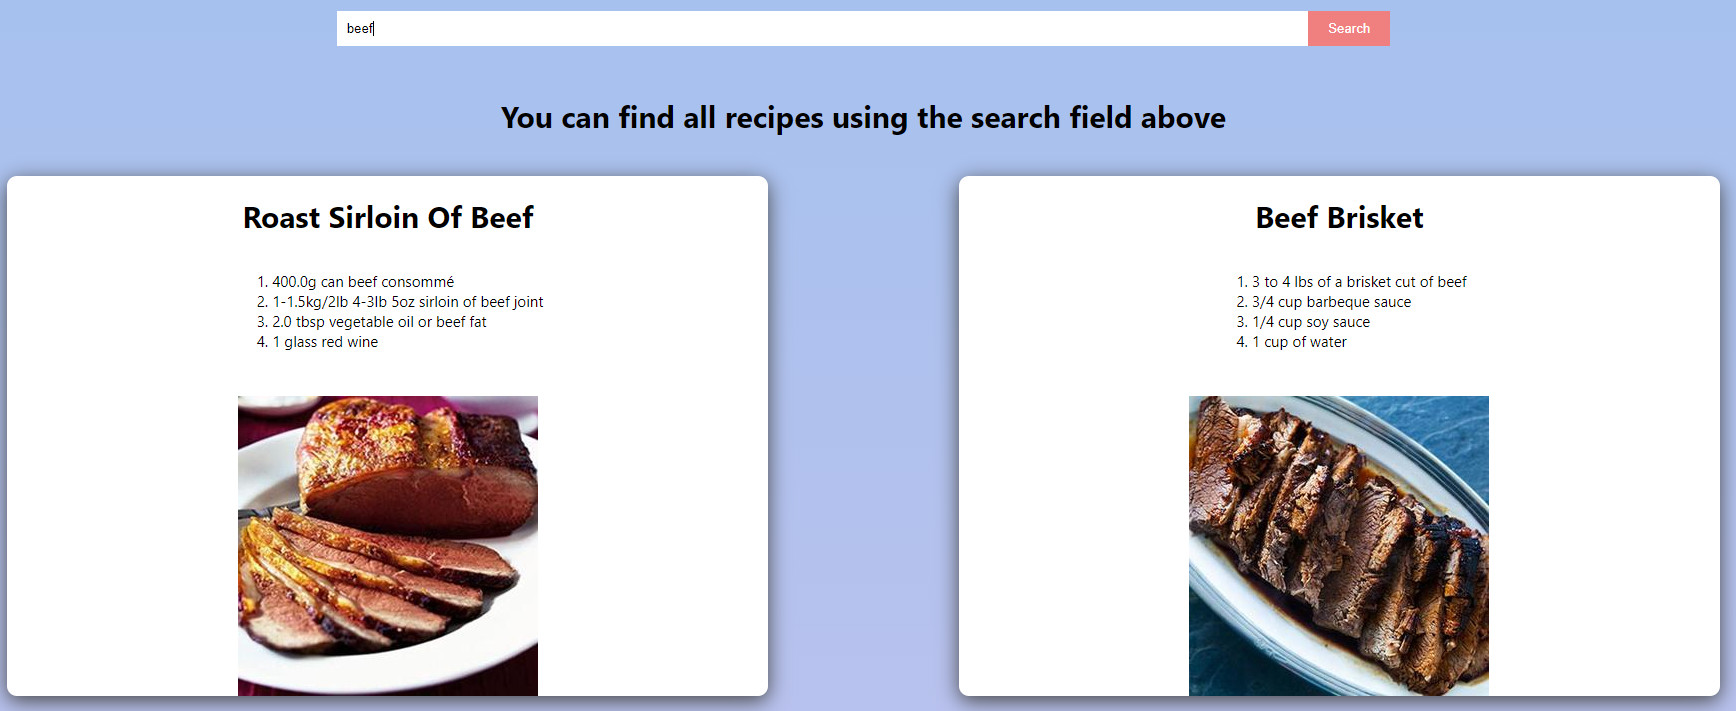 beef
Search
You can find all recipes using the search field above
Roast Sirloin Of Beef
1. 400.0g can beef consommé
2. 1-1.5kg/2lb 4-3lb 5oz sirloin of beef joint
3. 2.0 tbsp vegetable oil or beef fat
4. 1 glass red wine
Beef Brisket
1. 3 to 4 lbs of a brisket cut of beef
2. 3/4 cup barbeque sauce
3. 1/4 cup soy sauce
4. 1 cup of water